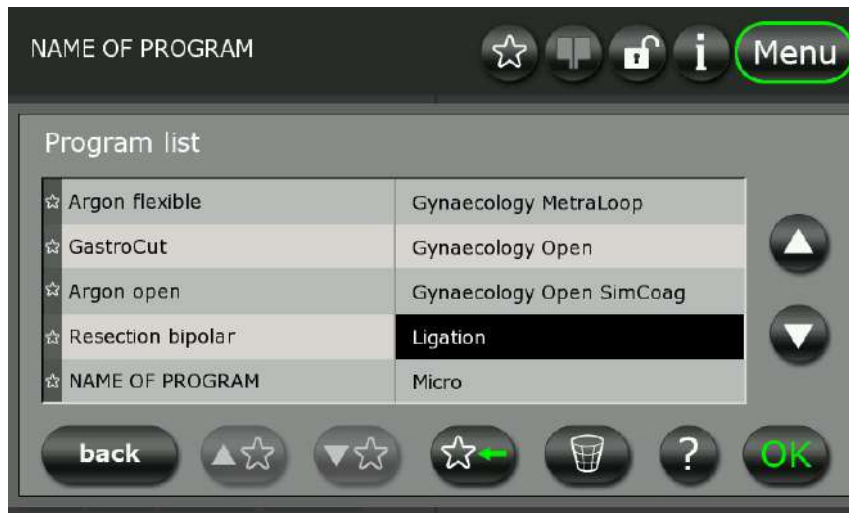 NAME OF PROGRAM
i
Menu
Program list
Argon flexible
Gynaecology MetraLoop
GastroCut
Gynaecology Open
Argon open
Gynaecology Open SimCoag
Resection bipolar
Ligation
NAME OF PROGRAM
Micro
back
?
OK